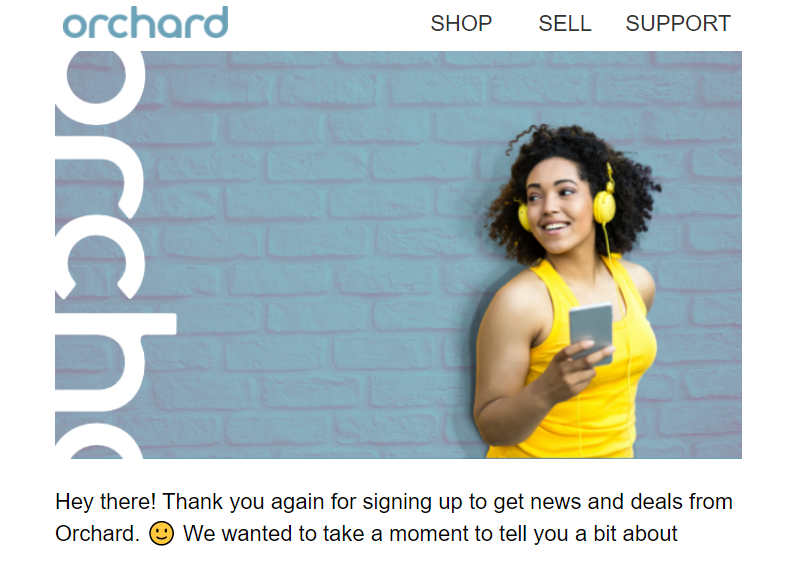 orchard
SHOP SELL SUPPORT
orcha
Hey there! Thank you again for signing up to get news and deals from
Orchard. 🙂 We wanted to take a moment to tell you a bit about